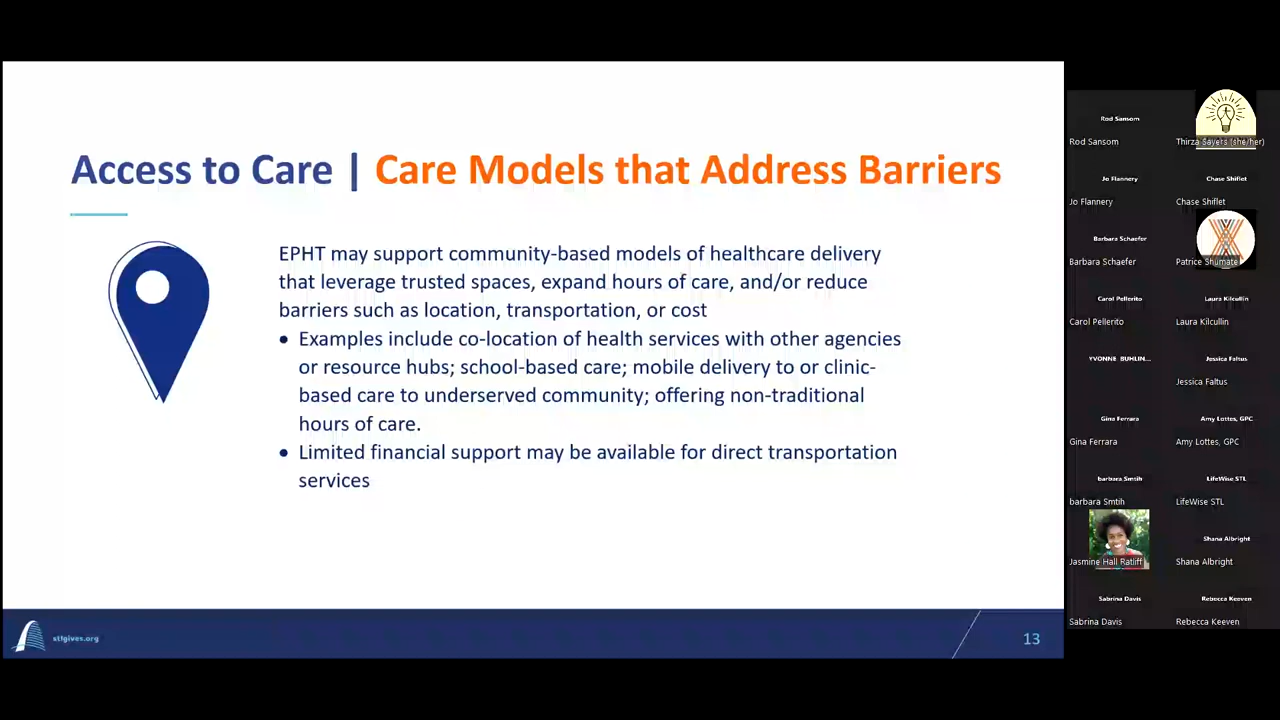 Access to Care | Care Models that Address Barriers
EPHT may support community-based models of healthcare delivery
that leverage trusted spaces, expand hours of care, and/or reduce
barriers such as location, transportation, or cost
• Examples include co-location of health services with other agencies
or resource hubs; school-based care; mobile delivery to or clinic-
based care to underserved community; offering non-traditional
hours of care.
• Limited financial support may be available for direct transportation
services
stlgives.org
13
Rod Sansom
Rod Sansom
Thirza Sayers (she/her)
Jo Flannery
Chase Shiflet
Jo Flannery
Chase Shiflet
Barbara Schaefer
Barbara Schaefer
Patrice Shumate
Carol Pellerito
Laura Kilcullin
Carol Pellerito
Laura Kilcullin
YVONNE BUHLIN...
Jessica Faltus
Jessica Faltus
Gina Ferrara
Amy Lottes, GPC
Gina Ferrara
Amy Lottes, GPC
barbara Smtih
LifeWise STL
barbara Smtih
LifeWise STL
Shana Albright
Jasmine Hall Ratliff
Shana Albright
Sabrina Davis
Rebecca Keeven
Sabrina Davis
Rebecca Keeven